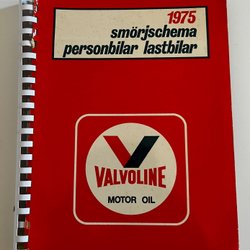 1975
smörjschema
personbilar lastbilar
VALVOLINE
MOTOR OIL